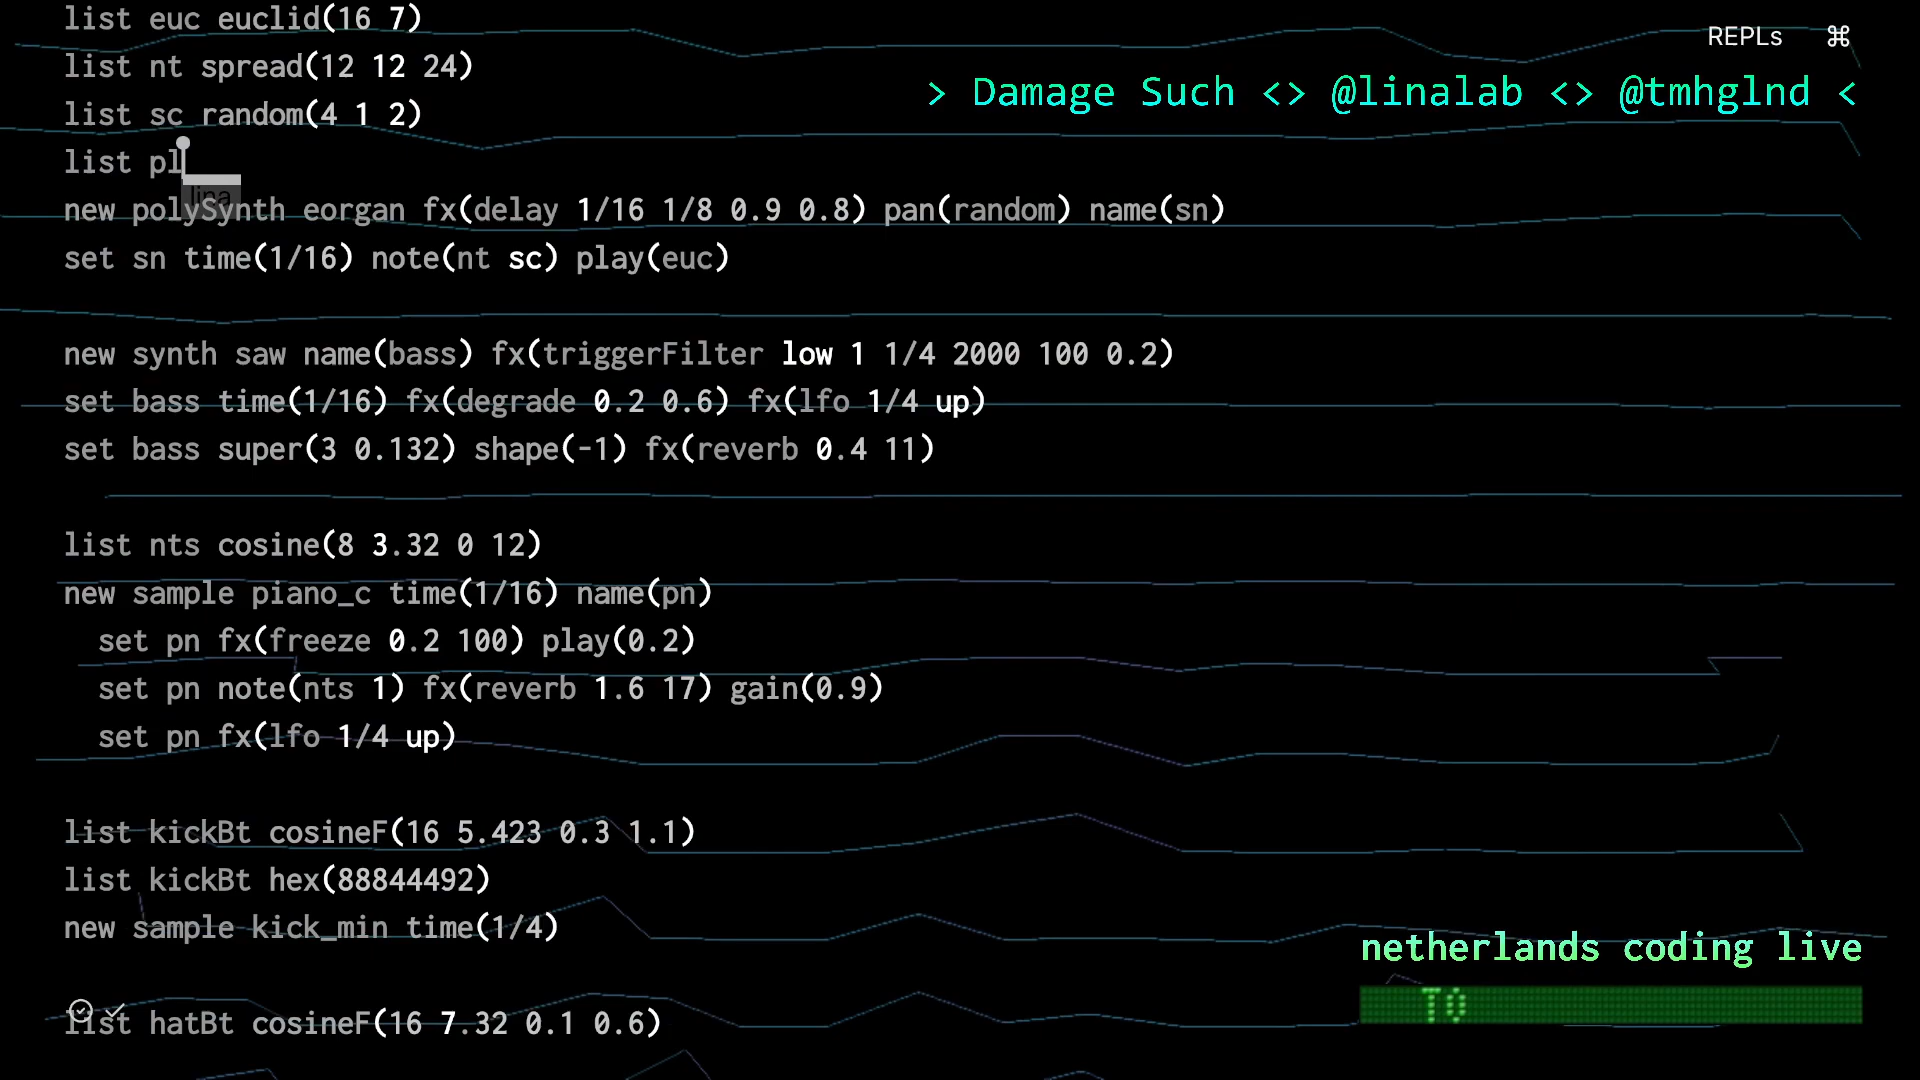 list euc euclid(16 7)
REPLs ⌘
list nt spread(12 12 24)
> Damage Such <> @linalab <> @tmhglnd <
list sc random(4 1 2)
list pl
lina
new polySynth eorgan fx(delay 1/16 1/8 0.9 0.8) pan(random) name(sn)
set sn time(1/16) note(nt sc) play(euc)
new synth saw name(bass) fx(triggerFilter low 1 1/4 2000 100 0.2)
set bass time(1/16) fx(degrade 0.2 0.6) fx(lfo 1/4 up)
set bass super(3 0.132) shape(-1) fx(reverb 0.4 11)
list nts cosine(8 3.32 0 12)
new sample piano_c time(1/16) name(pn)
set pn fx(freeze 0.2 100) play(0.2)
set pn note(nts 1) fx(reverb 1.6 17) gain(0.9)
set pn fx(lfo 1/4 up)
list kickBt cosineF(16 5.423 0.3 1.1)
list kickBt hex(88844492)
new sample kick_min time(1/4)
netherlands coding live
TO
list hatBt cosineF(16 7.32 0.1 0.6)